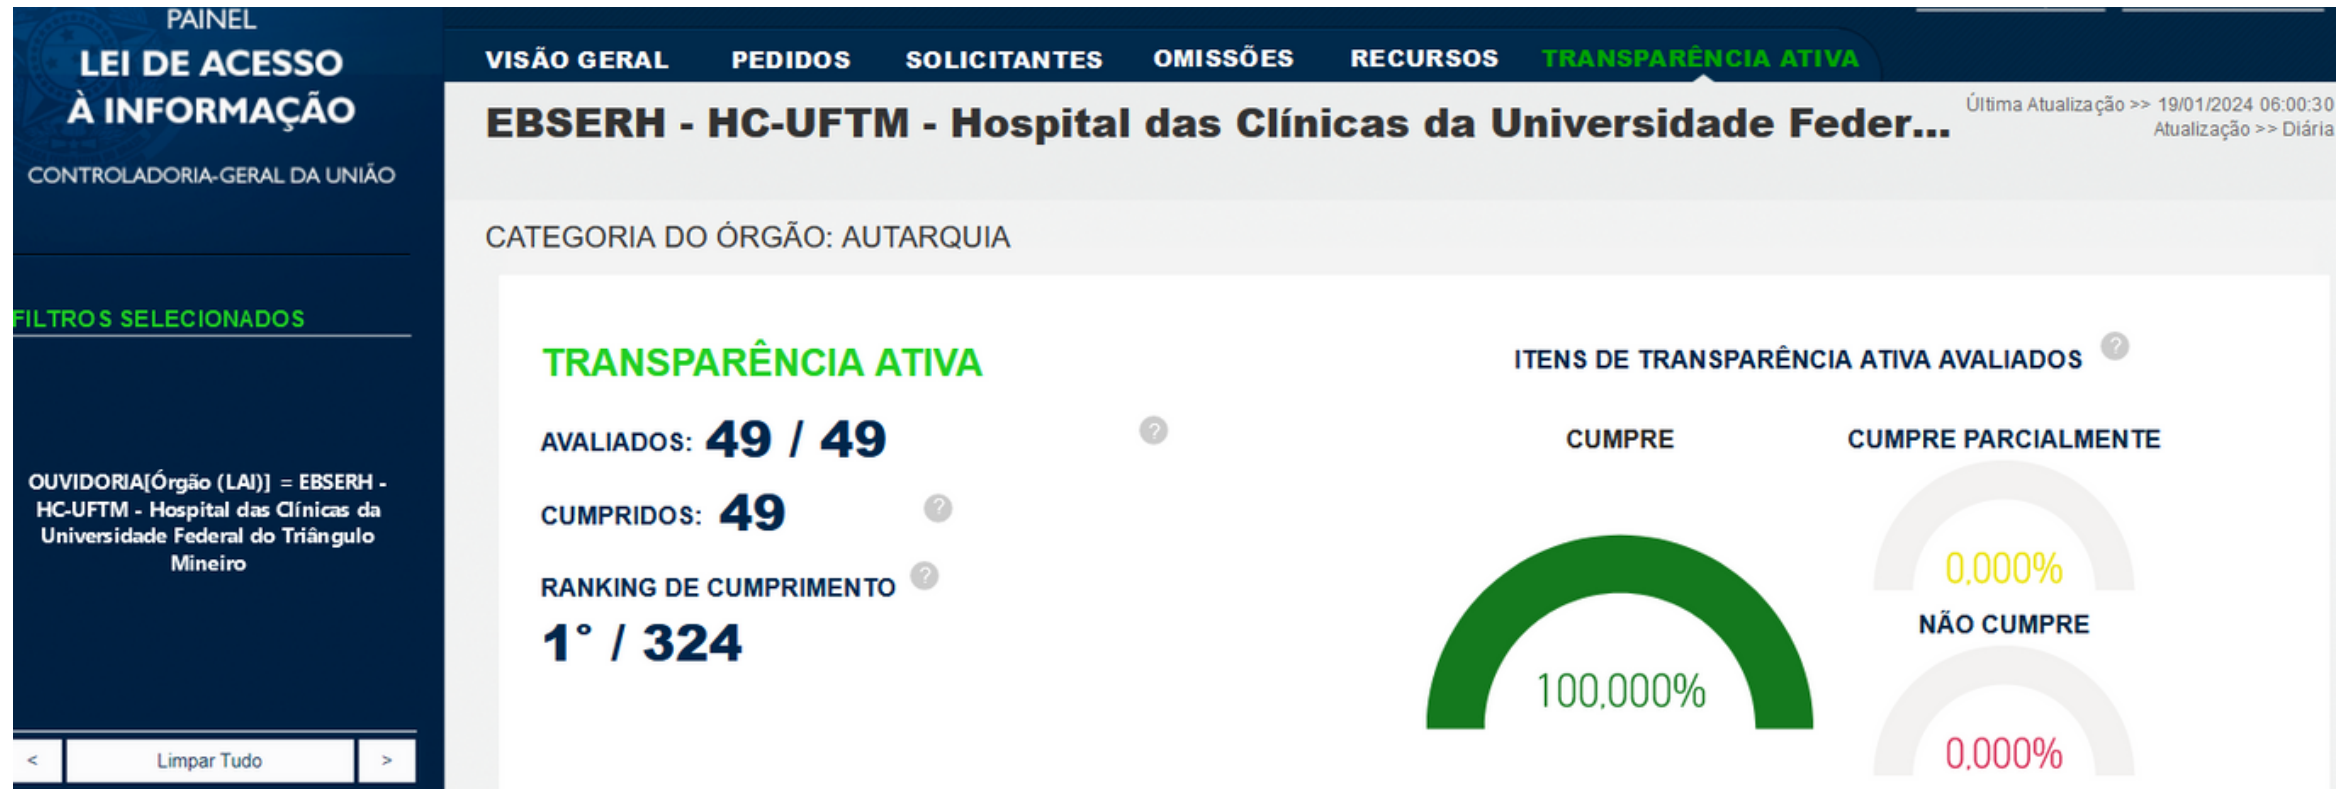 PAINEL
LEI DE ACESSO
À INFORMAÇÃO
CONTROLADORIA-GERAL DA UNIÃO
FILTROS SELECIONADOS
OUVIDORIA[Órgão (LAI)] = EBSERH -
HC-UFTM - Hospital das Clínicas da
Universidade Federal do Triângulo
Mineiro
< Limpar Tudo >
VISÃO GERAL PEDIDOS SOLICITANTES OMISSÕES RECURSOS TRANSPARÊNCIA ATIVA
EBSERH - HC-UFTM - Hospital das Clínicas da Universidade Feder...
Última Atualização >> 19/01/2024 06:00:30
Atualização >> Diária
CATEGORIA DO ÓRGÃO: AUTARQUIA
TRANSPARÊNCIA ATIVA
AVALIADOS: 49 / 49 ?
CUMPRIDOS: 49 ?
RANKING DE CUMPRIMENTO ?
1° / 324
ITENS DE TRANSPARÊNCIA ATIVA AVALIADOS ?
CUMPRE
100,000%
CUMPRE PARCIALMENTE
0,000%
NÃO CUMPRE
0,000%